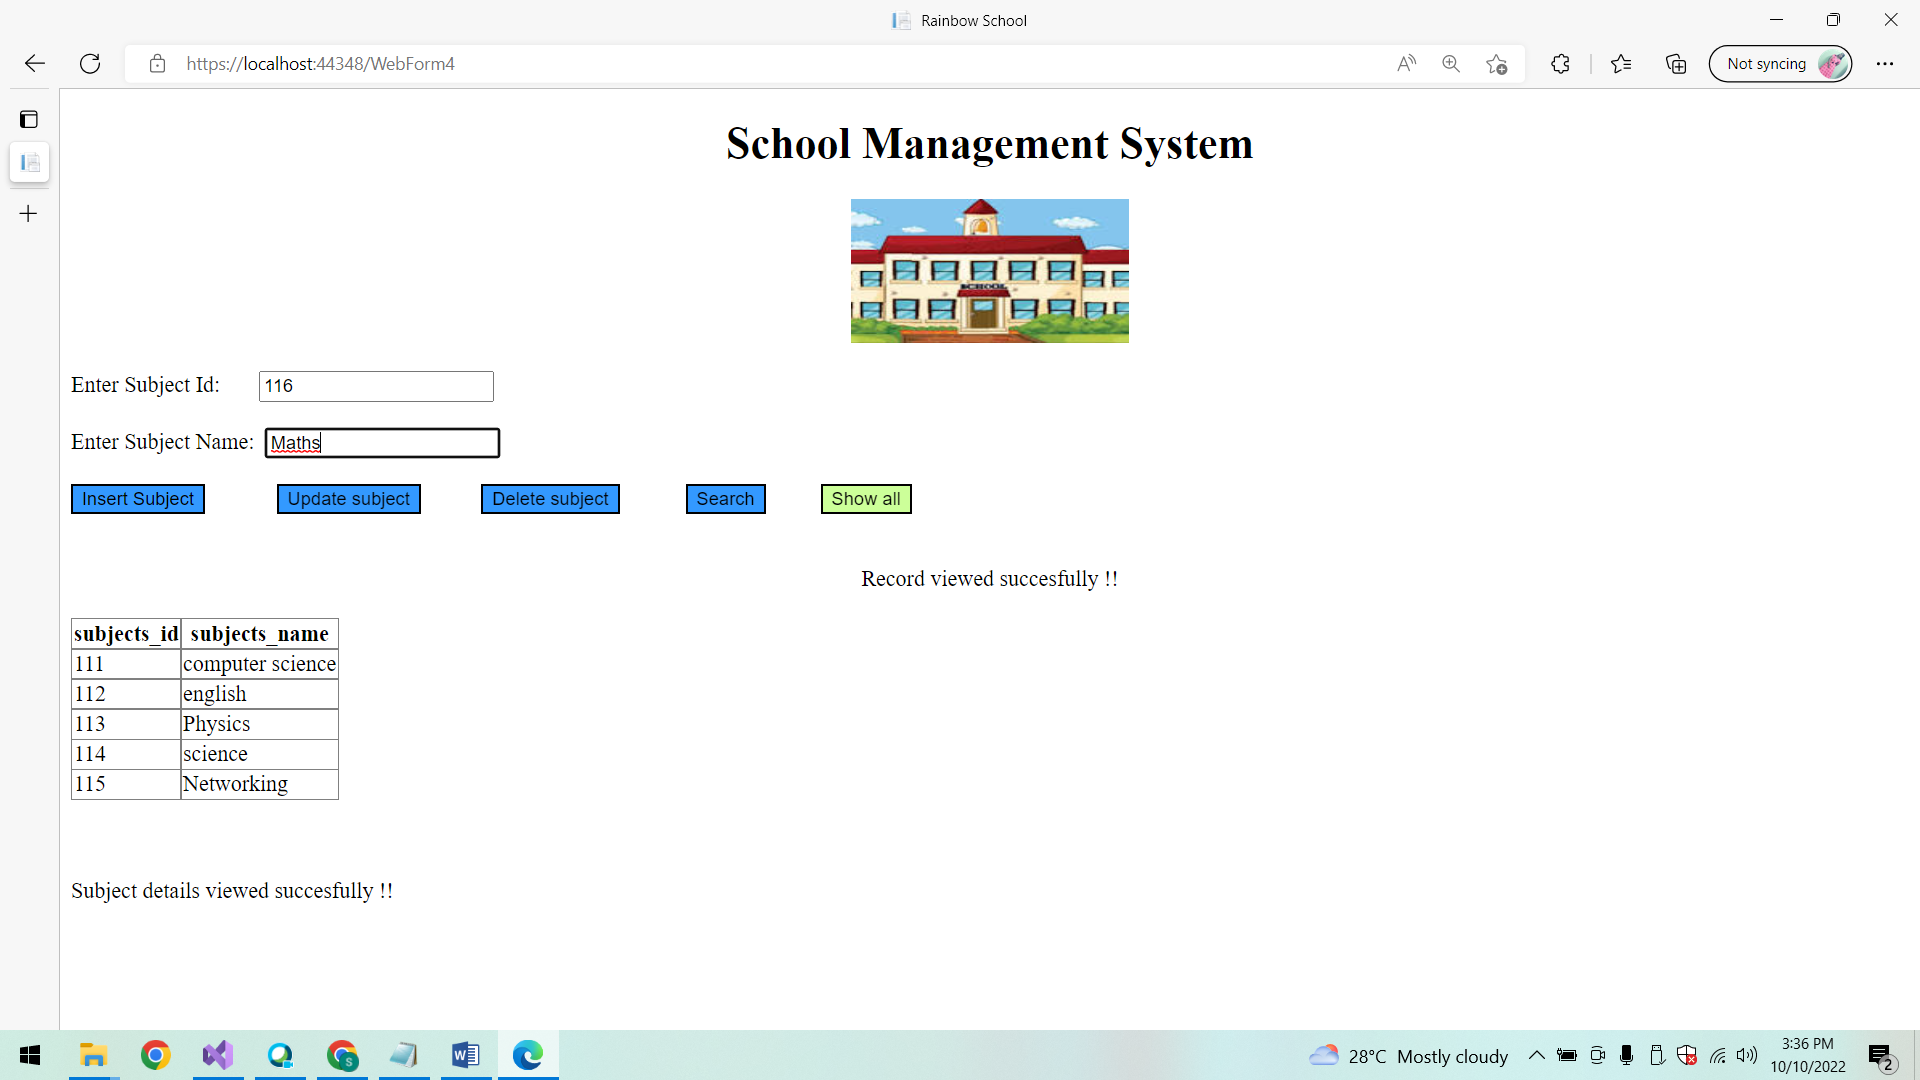 Rainbow School
https://localhost:44348/WebForm4
Not syncing
School Management System
SCHOOL
Enter Subject Id: 116
Enter Subject Name: Maths
Insert Subject Update subject Delete subject Search Show all
Record viewed succesfully !!
subjects_id subjects_name
111 computer science
112 english
113 Physics
114 science
115 Networking
Subject details viewed succesfully !!
28°C Mostly cloudy
3:36 PM
10/10/2022
2